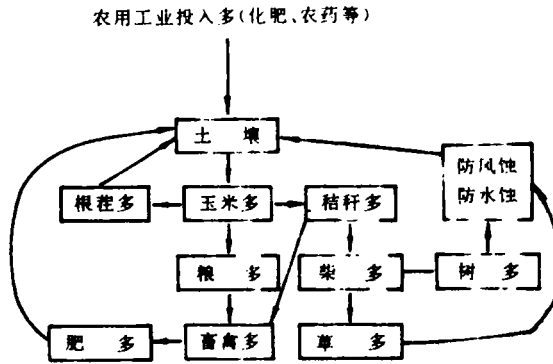 农用工业投入多(化肥、农药等)
土 壤
防风蚀
防水蚀
根茬多
玉米多
秸秆多
粮 多
柴 多
树 多
肥 多
畜禽多
草 多